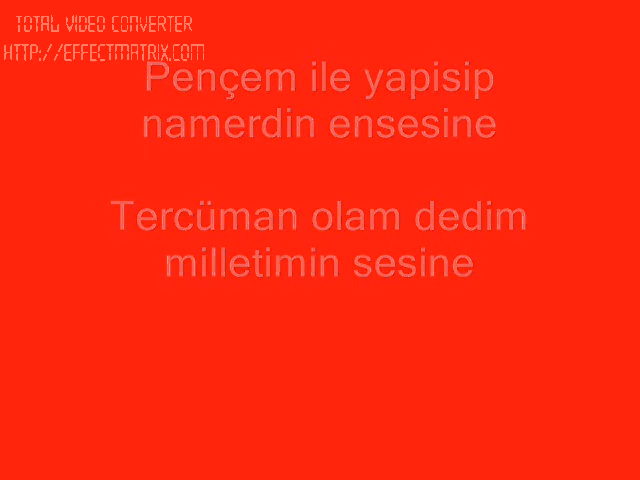 TOTAL VIDEO CONVERTER
HTTP://EFFECTMATRIX.COM
Pençem ile yapisip
namerdin ensesine
Tercüman olam dedim
milletimin sesine